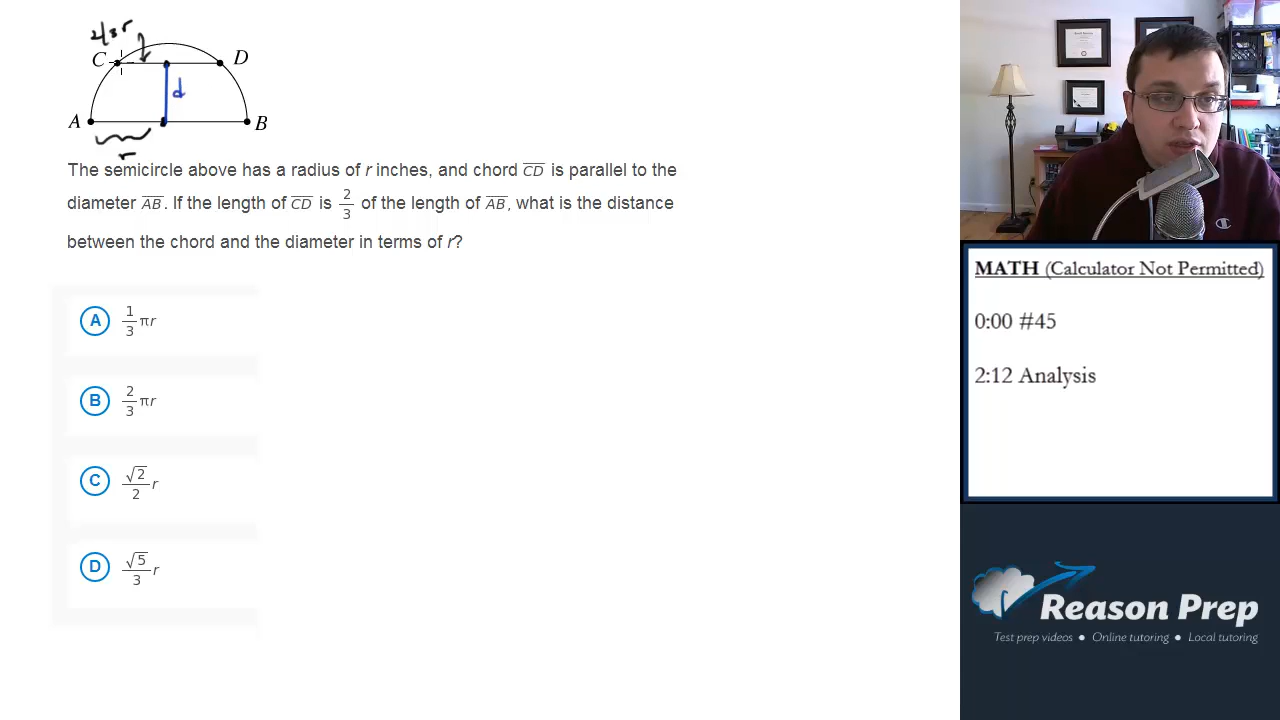 4/3 r
C
D
d
A
B
r
The semicircle above has a radius of r inches, and chord CD is parallel to the
diameter AB. If the length of CD is 2/3 of the length of AB, what is the distance
between the chord and the diameter in terms of r?
A 1/3 πr
B 2/3 πr
C √2/2 r
D √5/3 r
MATH (Calculator Not Permitted)
0:00 #45
2:12 Analysis
Reason Prep
Test prep videos ● Online tutoring ● Local tutoring